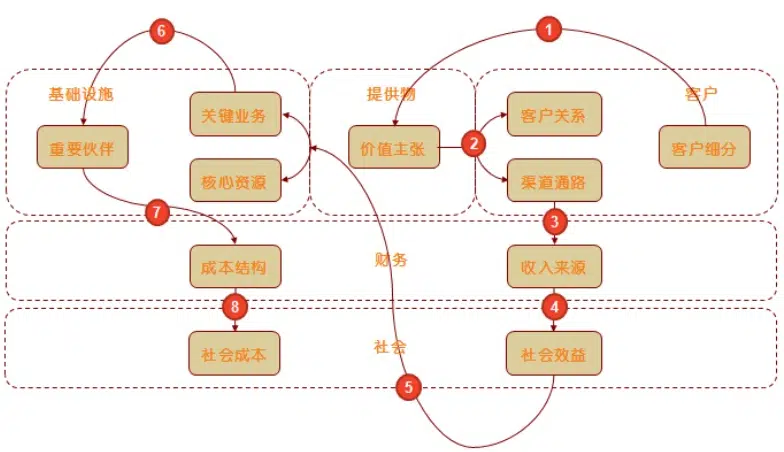 6
1
基础设施
提供物
客户
关键业务
客户关系
重要伙伴
价值主张
2
客户细分
核心资源
渠道通路
7
3
成本结构
财务
收入来源
8
4
社会成本
社会
社会效益
5